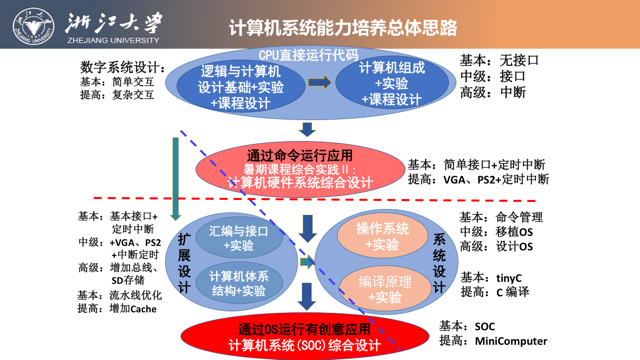 浙江大学
ZHEJIANG UNIVERSITY
计算机系统能力培养总体思路
CPU直接运行代码
数字系统设计:
基本: 简单交互
提高: 复杂交互
逻辑与计算机
设计基础+实验
+课程设计
计算机组成
+实验
+课程设计
基本: 无接口
中级: 接口
高级: 中断
通过命令运行应用
暑期课程综合实践Ⅱ:
计算机硬件系统综合设计
基本: 简单接口+定时中断
提高: VGA、PS2+定时中断
基本: 基本接口+
定时中断
中级: +VGA、PS2
+中断定时
高级: 增加总线、
SD存储
基本: 流水线优化
提高: 增加Cache
扩展设计
汇编与接口
+实验
计算机体系
结构+实验
操作系统
+实验
编译原理
+实验
系统设计
基本: 命令管理
中级: 移植OS
高级: 设计OS
基本: tinyC
提高: C 编译
通过OS运行有创意应用
计算机系统(SOC)综合设计
基本: SOC
提高: MiniComputer